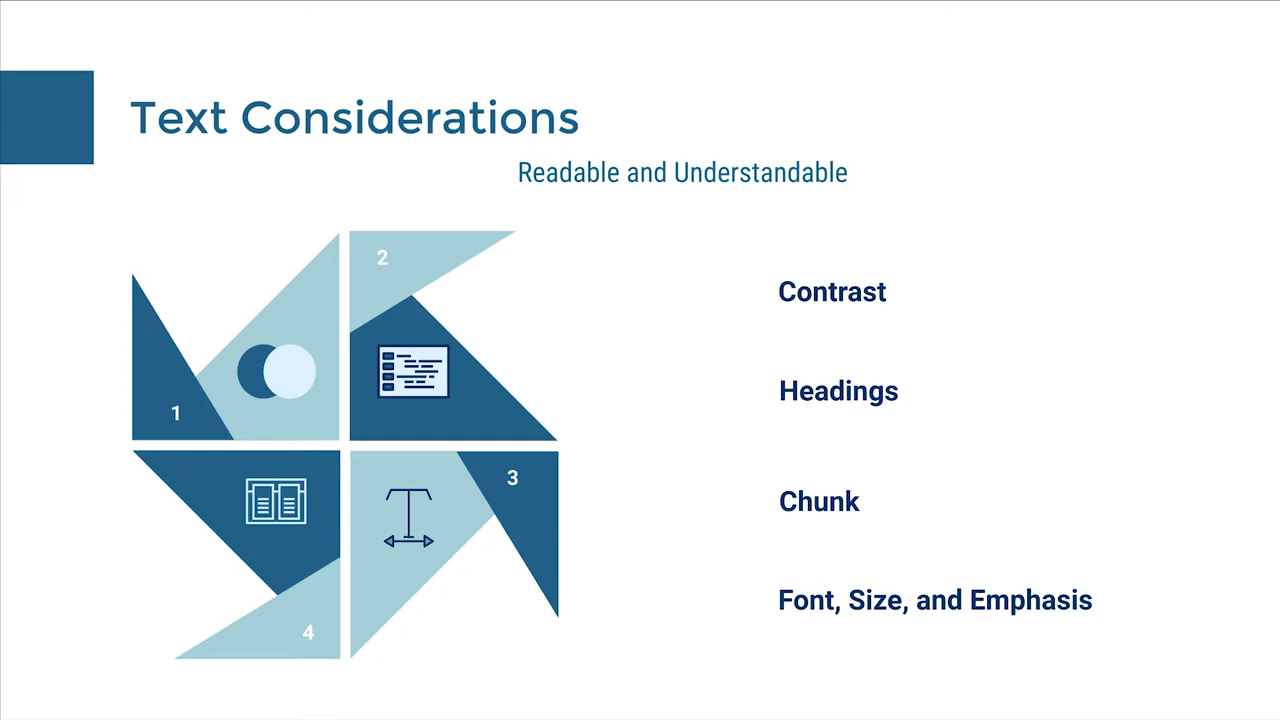 Text Considerations
Readable and Understandable
1
2
3
4
Contrast
Headings
Chunk
Font, Size, and Emphasis